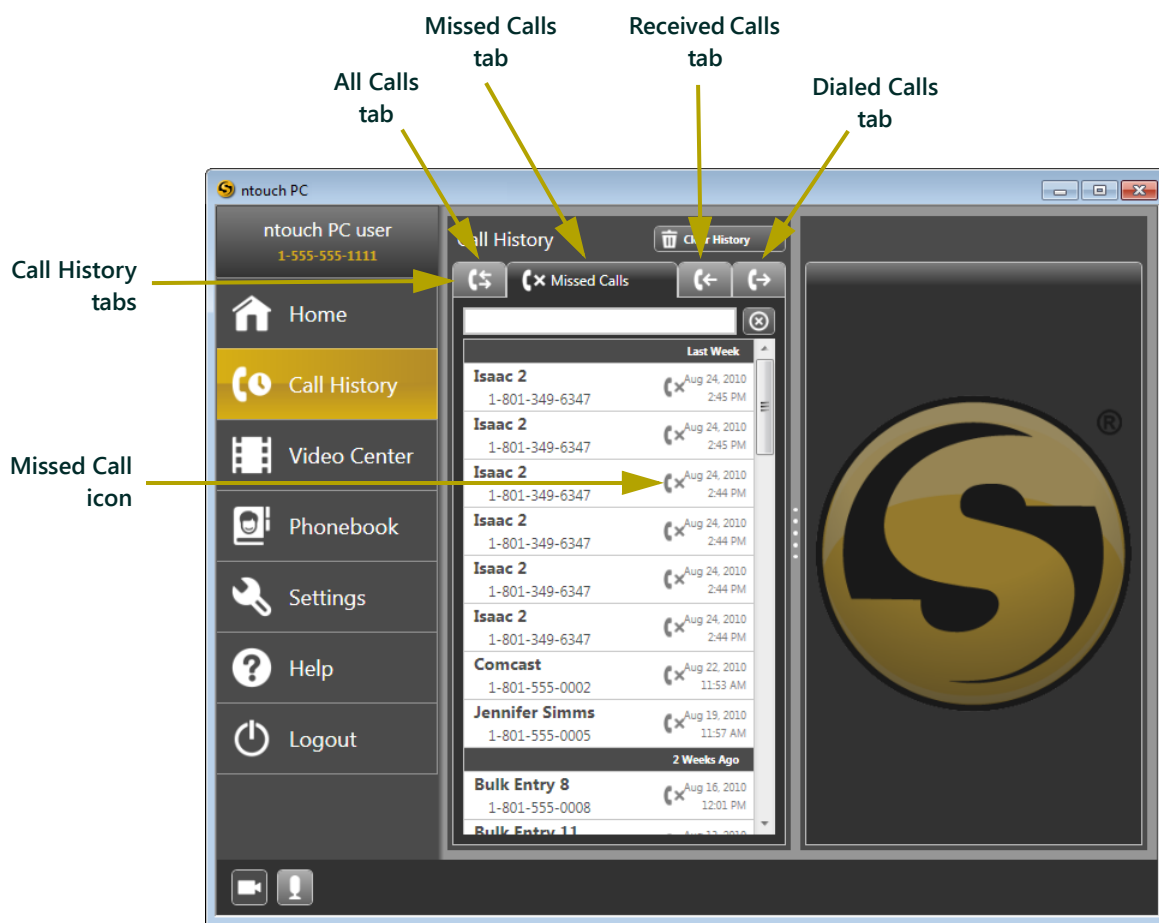 Missed Calls
tab
Received Calls
tab
All Calls
tab
Dialed Calls
tab
Call History
tabs
Missed Call
icon
ntouch PC
ntouch PC user
1-555-555-1111
Home
Call History
Video Center
Phonebook
Settings
Help
Logout
Call History
Clear History
Missed Calls
Last Week
Isaac 2 Aug 24, 2010
1-801-349-6347 2:45 PM
Isaac 2 Aug 24, 2010
1-801-349-6347 2:45 PM
Isaac 2 Aug 24, 2010
1-801-349-6347 2:44 PM
Isaac 2 Aug 24, 2010
1-801-349-6347 2:44 PM
Isaac 2 Aug 24, 2010
1-801-349-6347 2:44 PM
Isaac 2 Aug 24, 2010
1-801-349-6347 2:44 PM
Comcast Aug 22, 2010
1-801-555-0002 11:53 AM
Jennifer Simms Aug 19, 2010
1-801-555-0005 11:57 AM
2 Weeks Ago
Bulk Entry 8 Aug 16, 2010
1-801-555-0008 12:01 PM
Bulk Entry 11
S
®